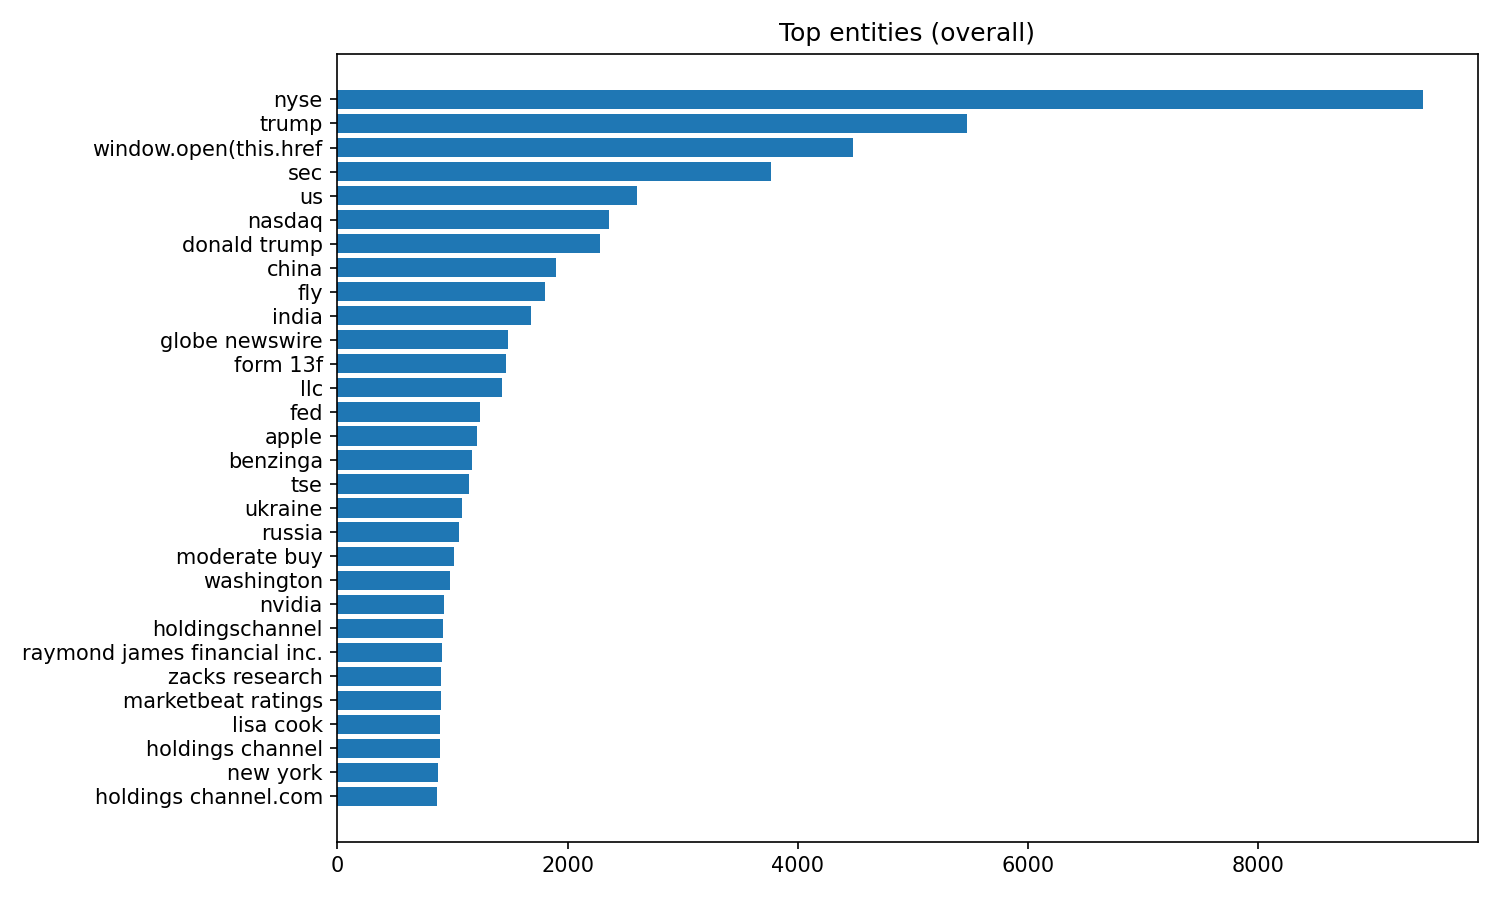 Top entities (overall)
nyse
trump
window.open(this.href
sec
us
nasdaq
donald trump
china
fly
india
globe newswire
form 13f
llc
fed
apple
benzinga
tse
ukraine
russia
moderate buy
washington
nvidia
holdingschannel
raymond james financial inc.
zacks research
marketbeat ratings
lisa cook
holdings channel
new york
holdings channel.com
0 2000 4000 6000 8000